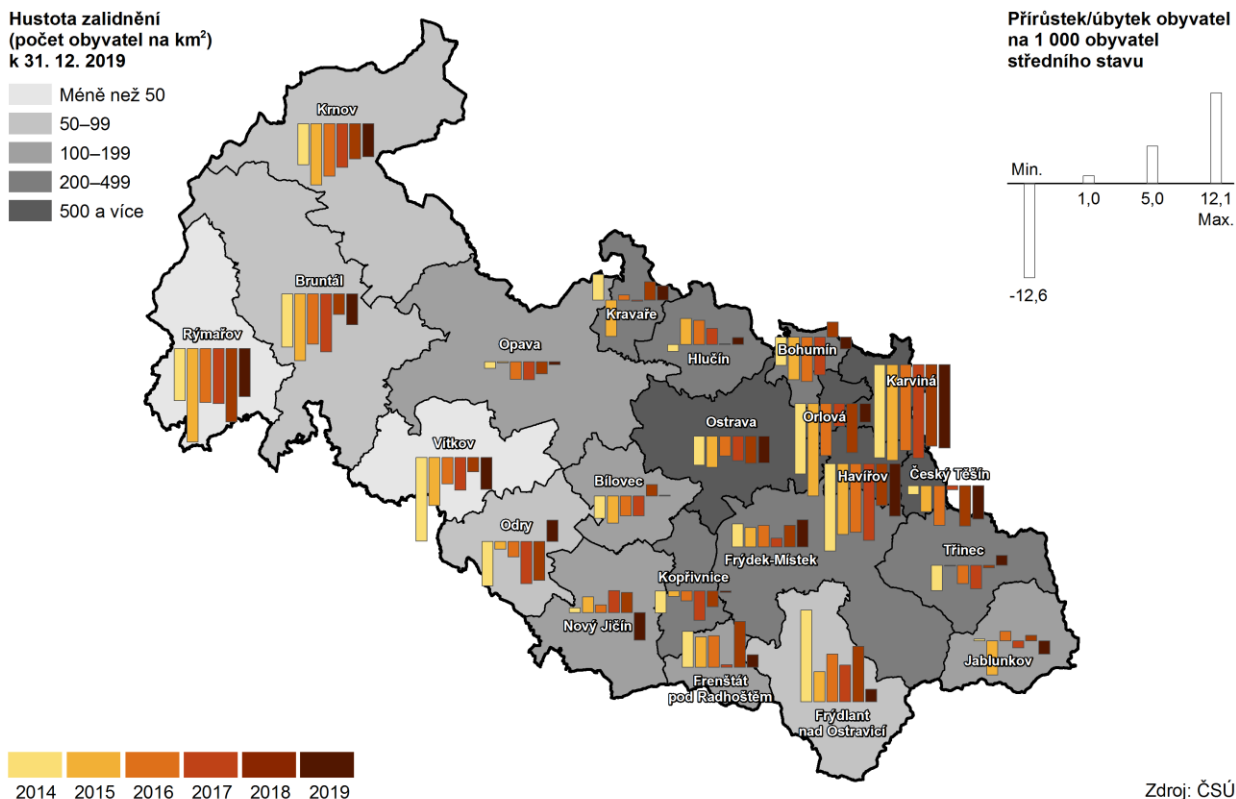 Hustota zalidnění
(počet obyvatel na km²)
k 31. 12. 2019
Méně než 50
50–99
100–199
200–499
500 a více
Přírůstek/úbytek obyvatel
na 1 000 obyvatel
středního stavu
Min.
1,0
5,0
12,1
Max.
-12,6
Krnov
Bruntál
Rýmařov
Opava
Kravaře
Hlučín
Bohumín
Karviná
Orlová
Ostrava
Vítkov
Havířov
Český Těšín
Bílovec
Odry
Frýdek-Místek
Třinec
Kopřivnice
Nový Jičín
Jablunkov
Frenštát
pod Radhoštěm
Frýdlant
nad Ostravicí
2014
2015
2016
2017
2018
2019
Zdroj: ČSÚ